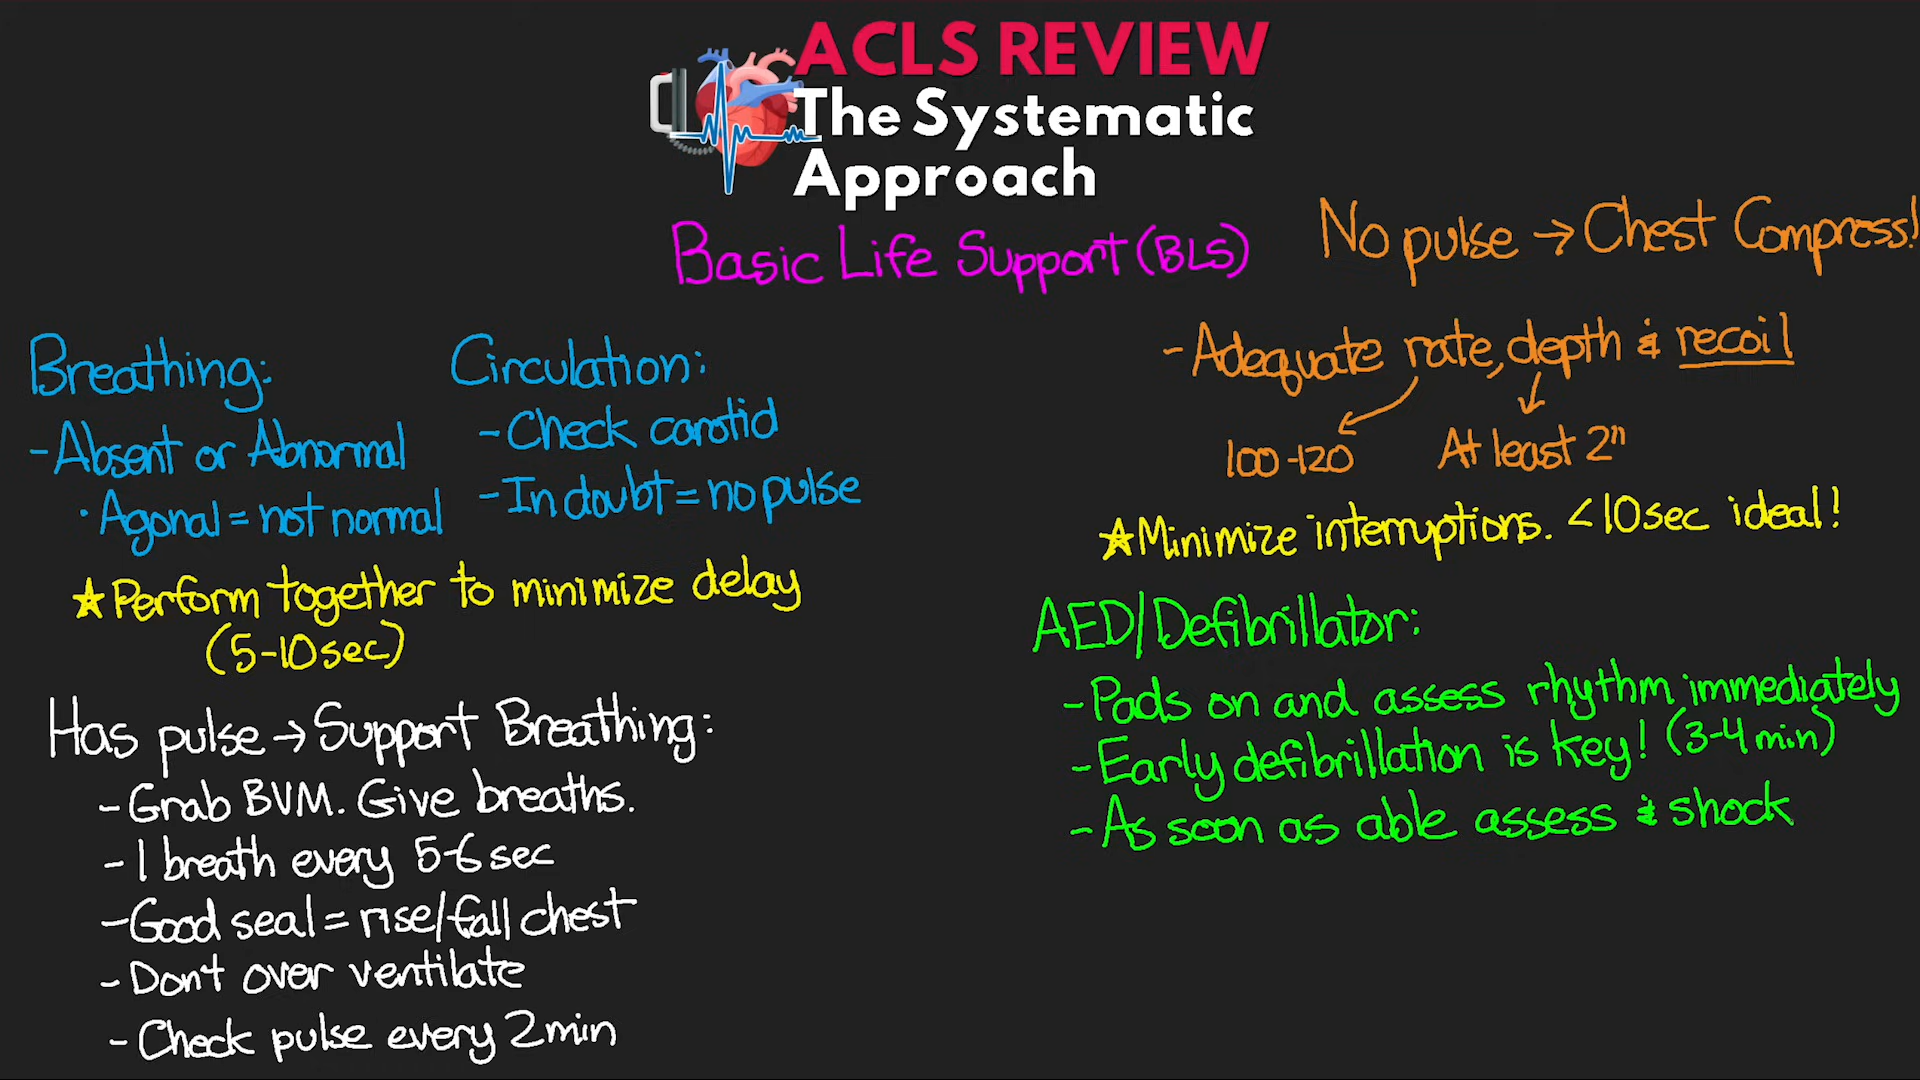 ACLS REVIEW
The Systematic
Approach
Basic Life Support (BLS)
Breathing:
- Absent or Abnormal
· Agonal = not normal
Circulation:
- Check carotid
- In doubt = no pulse
☆ Perform together to minimize delay
(5-10sec)
Has pulse → Support Breathing:
- Grab BVM. Give breaths.
- 1 breath every 5-6 sec
- Good seal = rise/fall chest
- Don't over ventilate
- Check pulse every 2min
No pulse → Chest Compress!
- Adequate rate, depth & recoil
100-120 At least 2"
☆ Minimize interruptions. <10sec ideal!
AED/Defibrillator:
- Pads on and assess rhythm immediately
- Early defibrillation is key! (3-4 min)
- As soon as able assess & shock